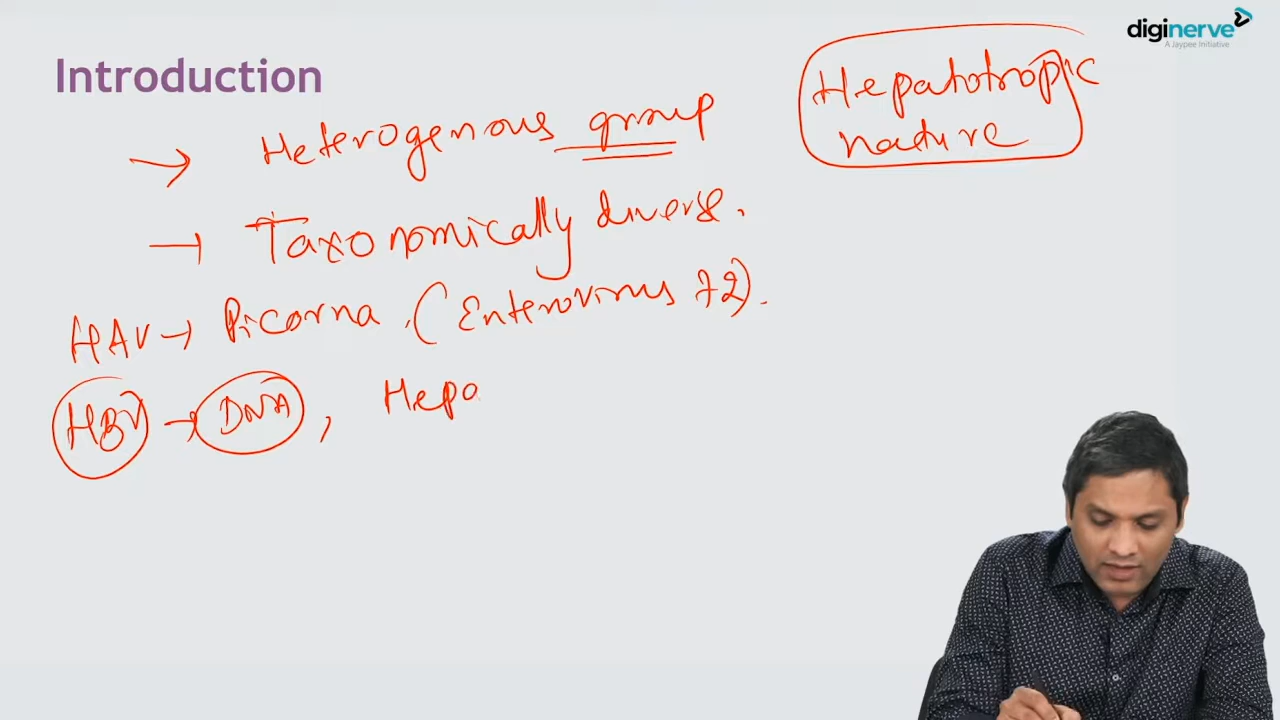 diginerve
A Jaypee Initiative
Introduction
Hepatotropic
nature
→ Heterogenous group
→ Taxonomically diverse.
HAV → Picorna. (Enterovirus 72).
HBV → DNA, Hepa